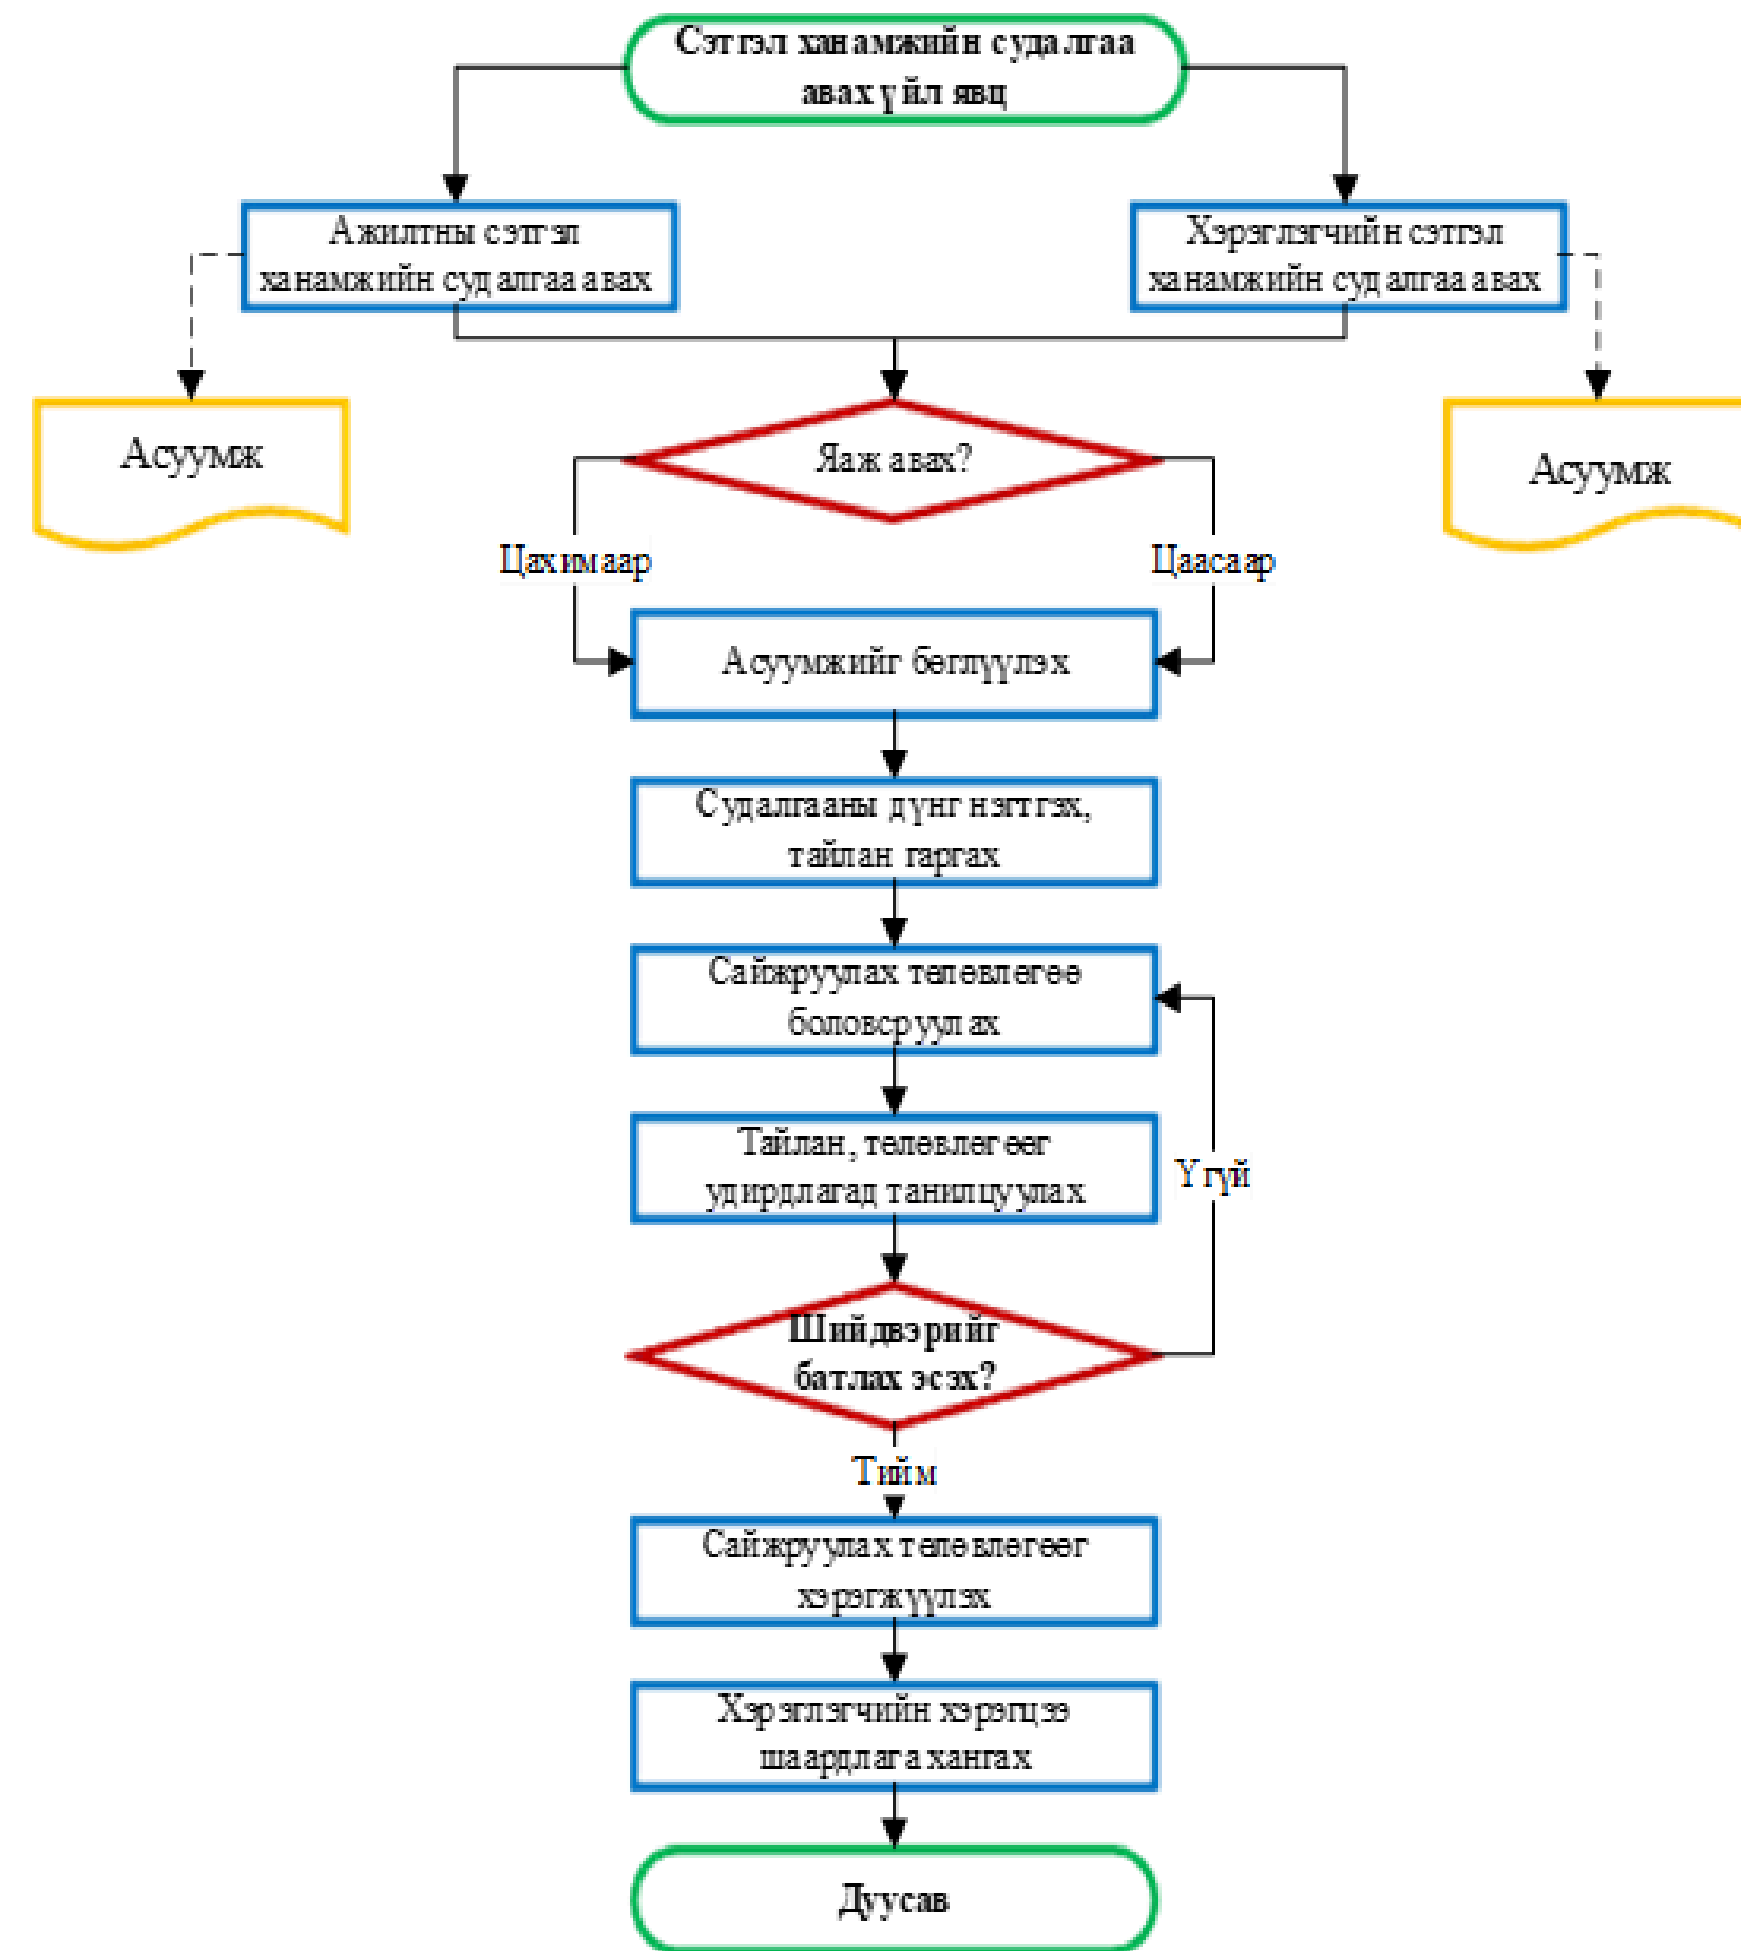 Сэтгэл ханамжийн судалгаа
авах үйл явц
Ажилтны сэтгэл
ханамжийн судалгаа авах
Хэрэглэгчийн сэтгэл
ханамжийн судалгаа авах
Асуумж
Яаж авах?
Асуумж
Цахимаар
Цаасаар
Асуумжийг бөглүүлэх
Судалгааны дүнг нэгтгэх,
тайлан гаргах
Сайжруулах төлөвлөгөө
боловсруулах
Тайлан, төлөвлөгөөг
удирдлагад танилцуулах
Үгүй
Шийдвэрийг
батлах эсэх?
Тийм
Сайжруулах төлөвлөгөөг
хэрэгжүүлэх
Хэрэглэгчийн хэрэгцээ
шаардлага хангах
Дуусав